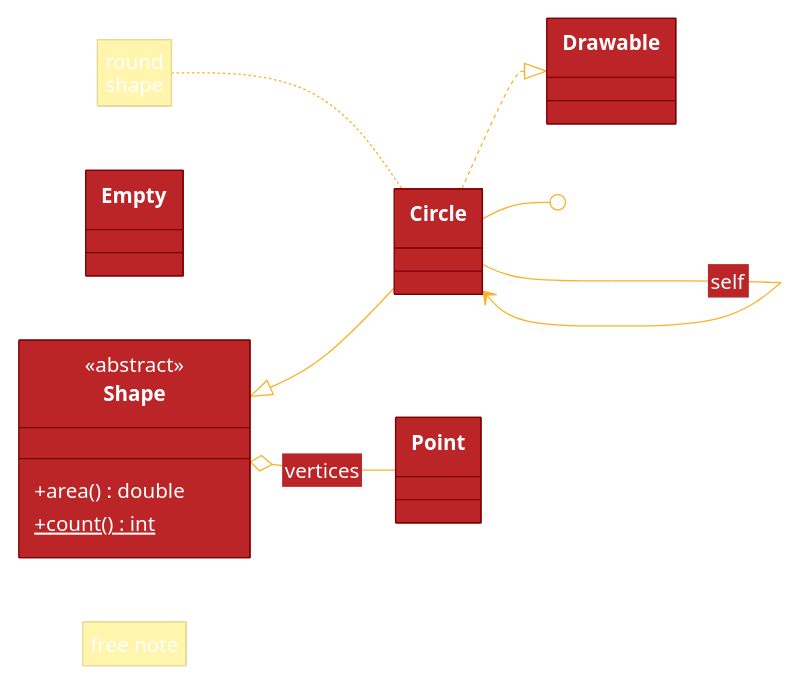 round
shape
Drawable
Empty
Circle
self
«abstract»
Shape
+area() : double
+count() : int
vertices
Point
free note